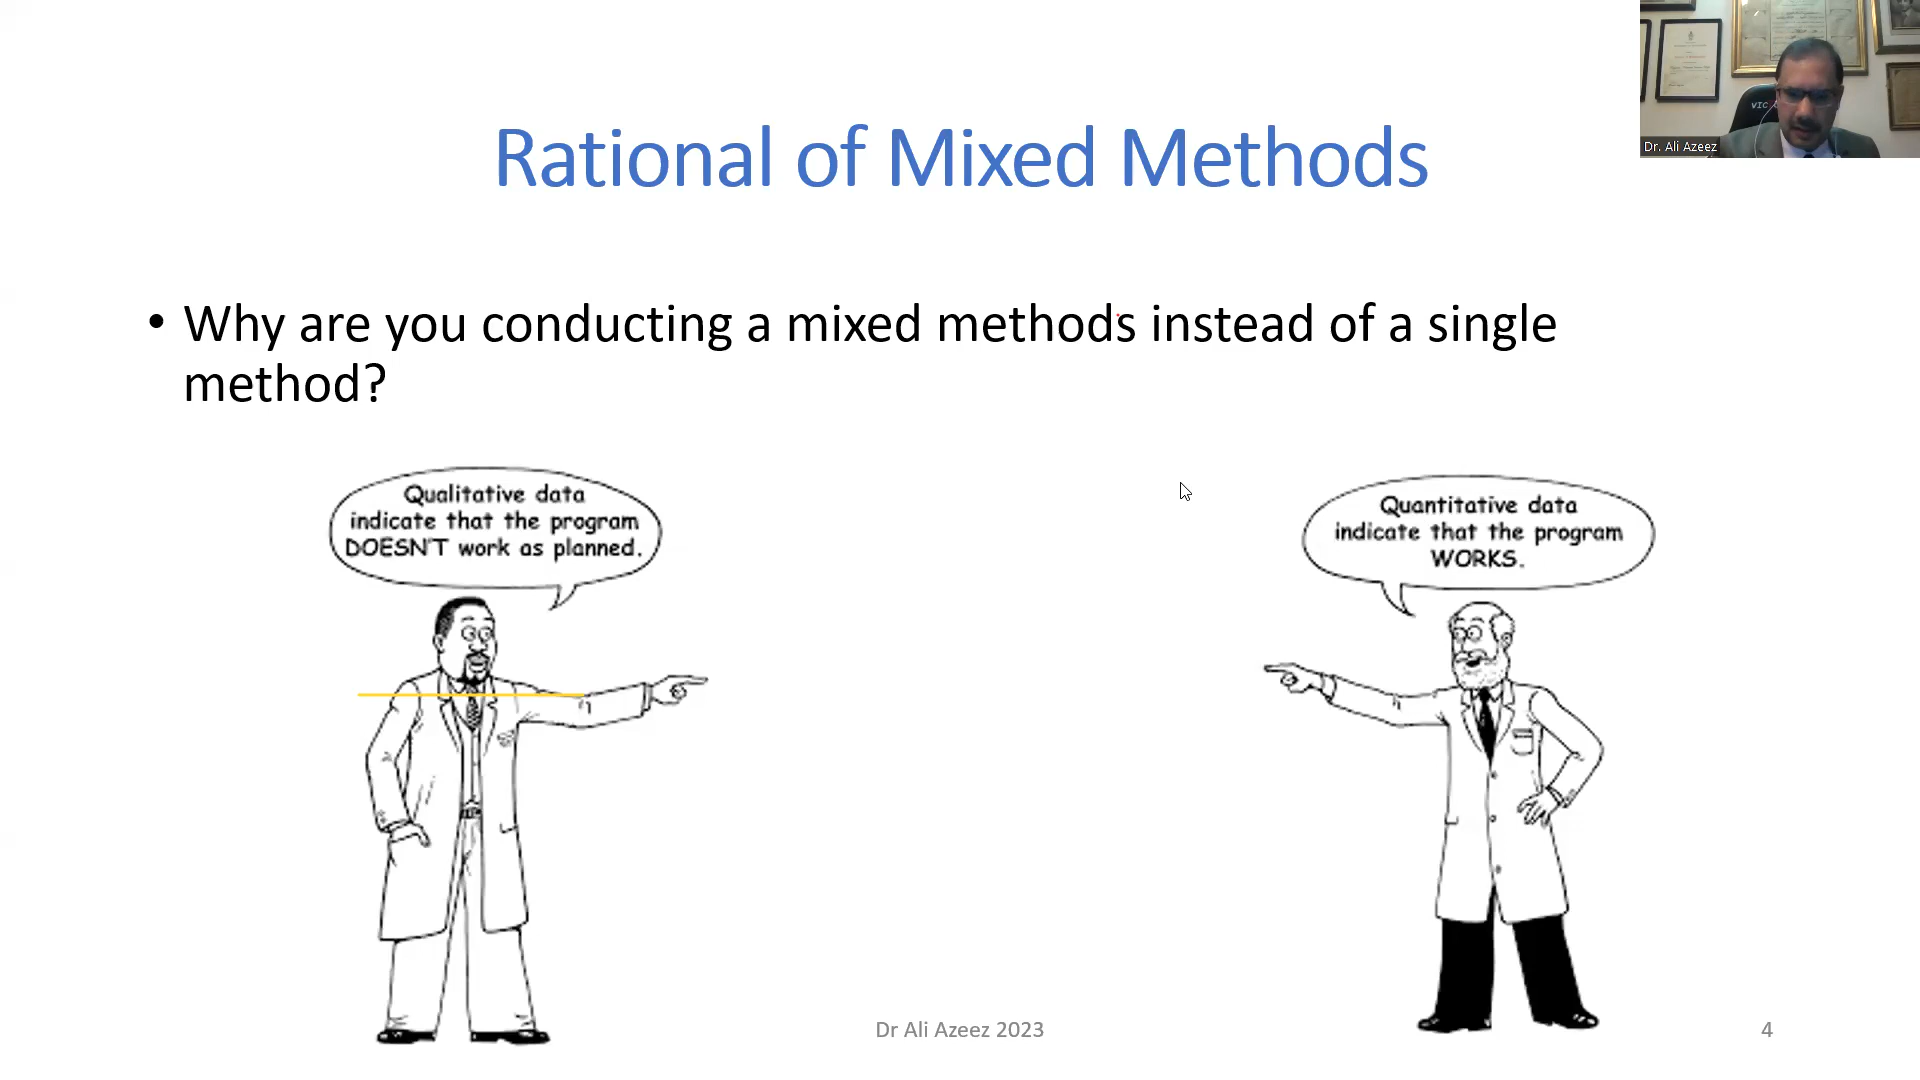 Rational of Mixed Methods
• Why are you conducting a mixed methods instead of a single
method?
Qualitative data
indicate that the program
DOESN'T work as planned.
Quantitative data
indicate that the program
WORKS.
Dr Ali Azeez 2023
4
VIC
Dr. Ali Azeez